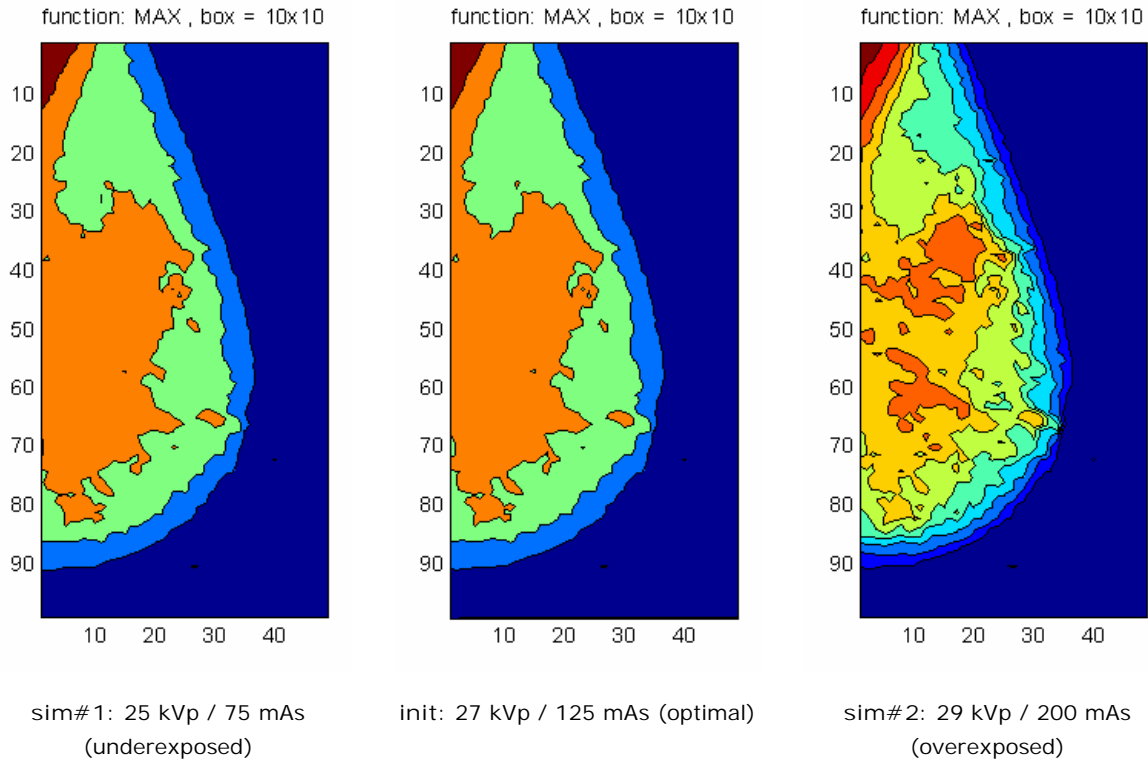 function: MAX , box = 10x10
function: MAX , box = 10x10
function: MAX , box = 10x10
10
20
30
40
50
60
70
80
90
10 20 30 40
10
20
30
40
50
60
70
80
90
10 20 30 40
10
20
30
40
50
60
70
80
90
10 20 30 40
sim#1: 25 kVp / 75 mAs
(underexposed)
init: 27 kVp / 125 mAs (optimal)
sim#2: 29 kVp / 200 mAs
(overexposed)